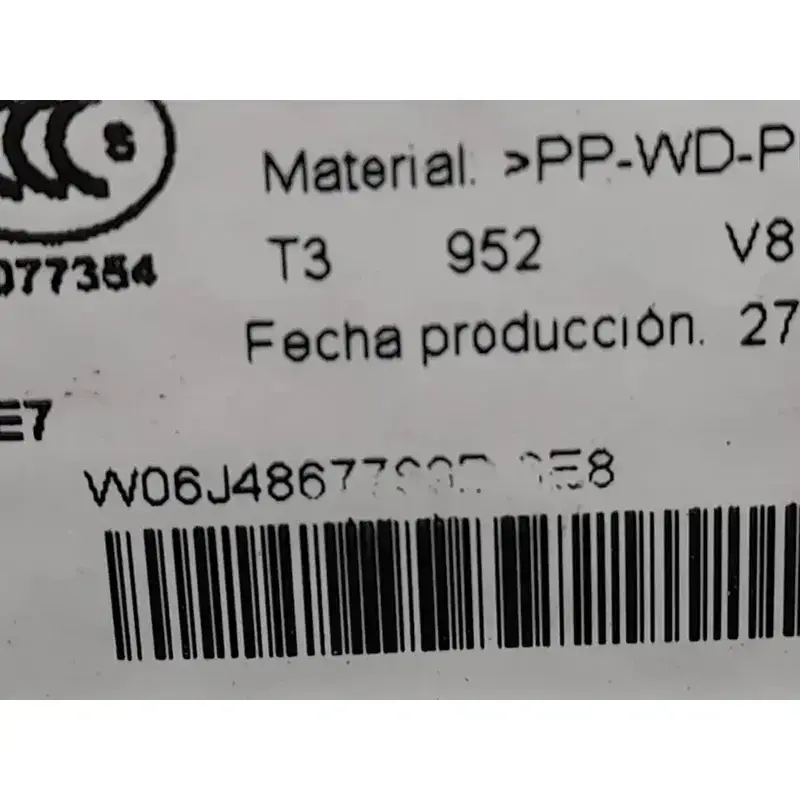 S
077354
Material. >PP-WD-P
T3 952 V8
Fecha producción. 27
E7